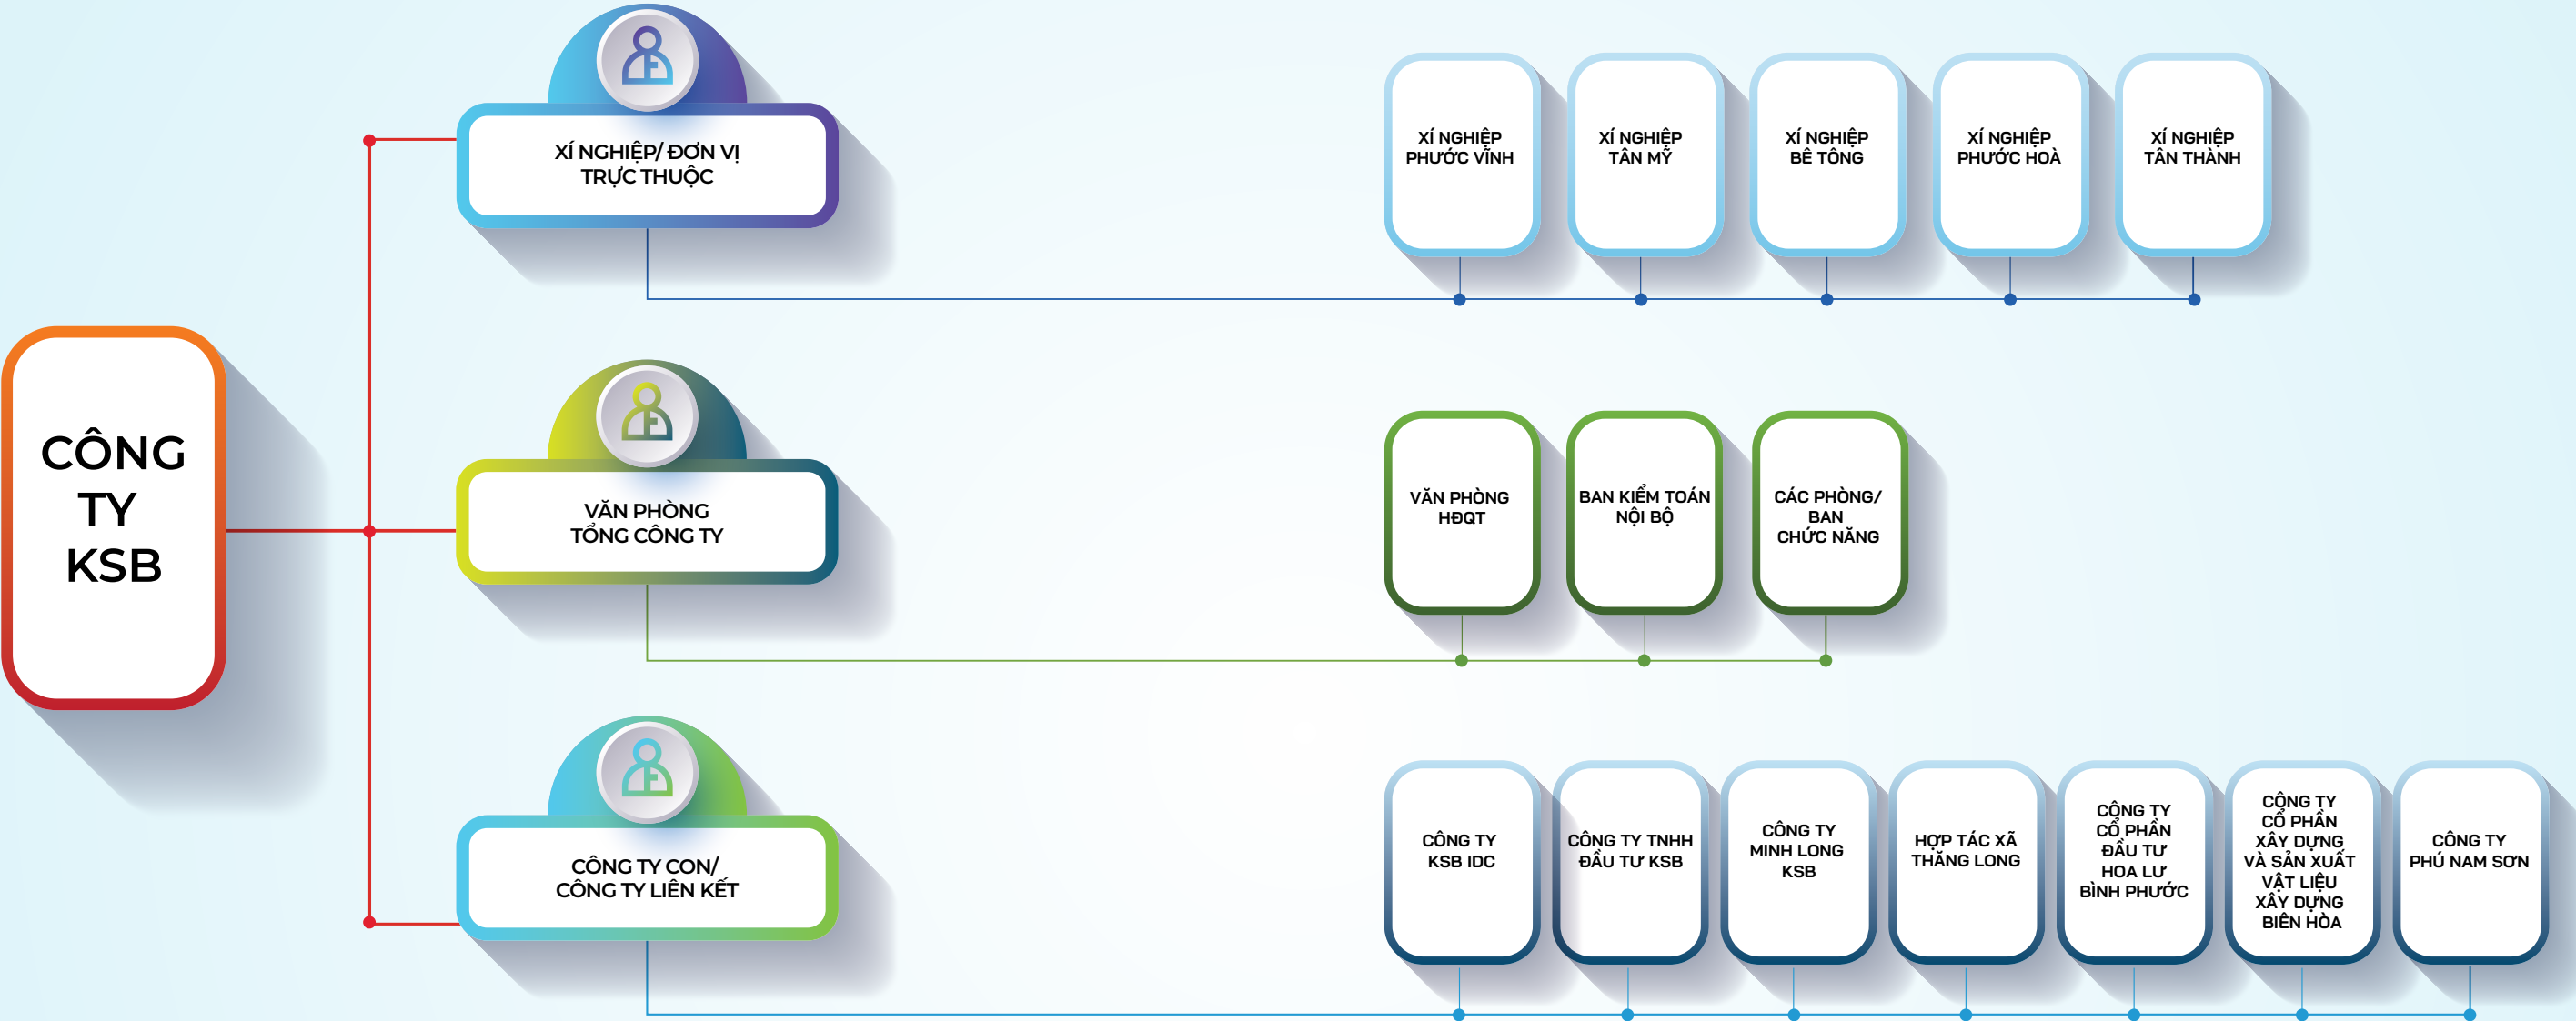 CÔNG
TY
KSB
XÍ NGHIỆP/ ĐƠN VỊ
TRỰC THUỘC
XÍ NGHIỆP
PHƯỚC VĨNH
XÍ NGHIỆP
TÂN MỸ
XÍ NGHIỆP
BÊ TÔNG
XÍ NGHIỆP
PHƯỚC HOÀ
XÍ NGHIỆP
TÂN THÀNH
VĂN PHÒNG
TỔNG CÔNG TY
VĂN PHÒNG
HĐQT
BAN KIỂM TOÁN
NỘI BỘ
CÁC PHÒNG/
BAN
CHỨC NĂNG
CÔNG TY CON/
CÔNG TY LIÊN KẾT
CÔNG TY
KSB IDC
CÔNG TY TNHH
ĐẦU TƯ KSB
CÔNG TY
MINH LONG
KSB
HỢP TÁC XÃ
THĂNG LONG
CÔNG TY
CỔ PHẦN
ĐẦU TƯ
HOA LƯ
BÌNH PHƯỚC
CÔNG TY
CỔ PHẦN
XÂY DỰNG
VÀ SẢN XUẤT
VẬT LIỆU
XÂY DỰNG
BIÊN HÒA
CÔNG TY
PHÚ NAM SƠN